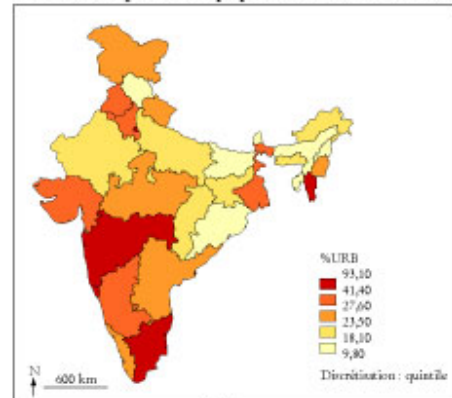 %URB
93,10
41,40
27,60
23,50
18,10
9,80
N
600 km
Discrétisation : quintile